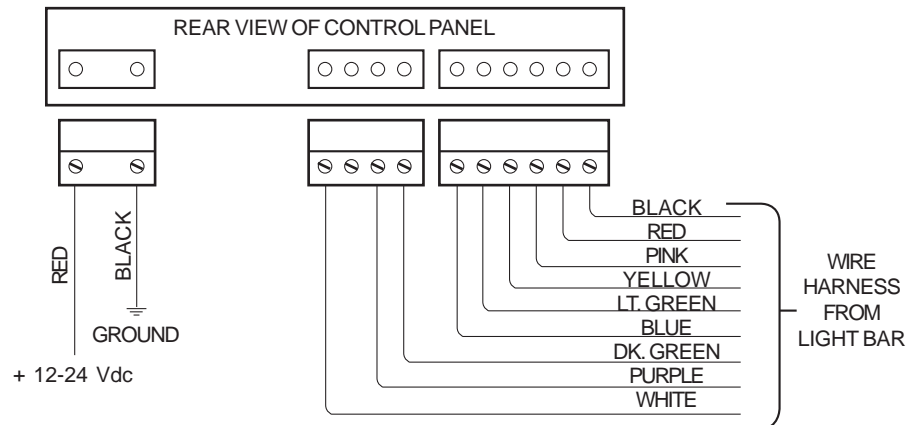 REAR VIEW OF CONTROL PANEL
RED
BLACK
GROUND
+ 12-24 Vdc
BLACK
RED
PINK
YELLOW
LT. GREEN
BLUE
DK. GREEN
PURPLE
WHITE
WIRE
HARNESS
FROM
LIGHT BAR